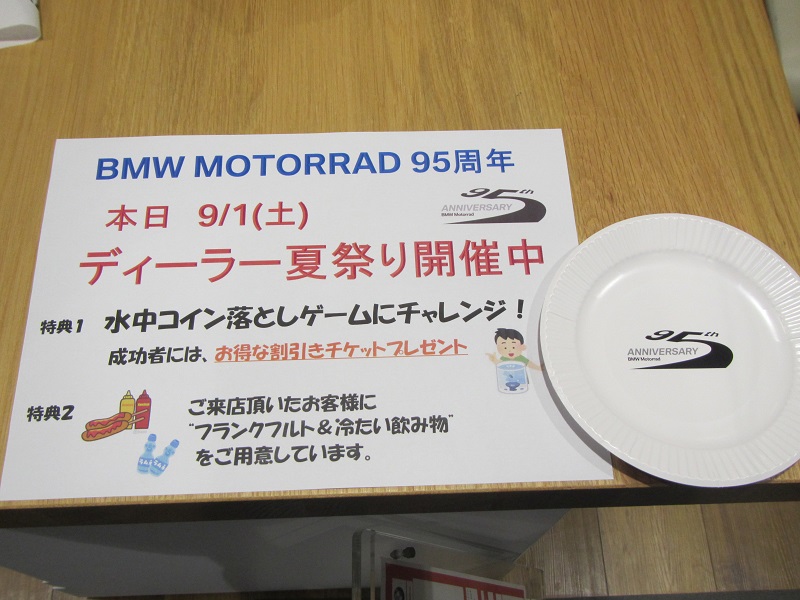 BMW MOTORRAD 95周年
95th
ANNIVERSARY
BMW Motorrad
本日 9/1(土)
ディーラー夏祭り開催中
特典1 水中コイン落としゲームにチャレンジ！
成功者には、お得な割引きチケットプレゼント
特典2 ご来店頂いたお客様に
“フランクフルト＆冷たい飲み物”
をご用意しています。
95th
ANNIVERSARY
BMW Motorrad